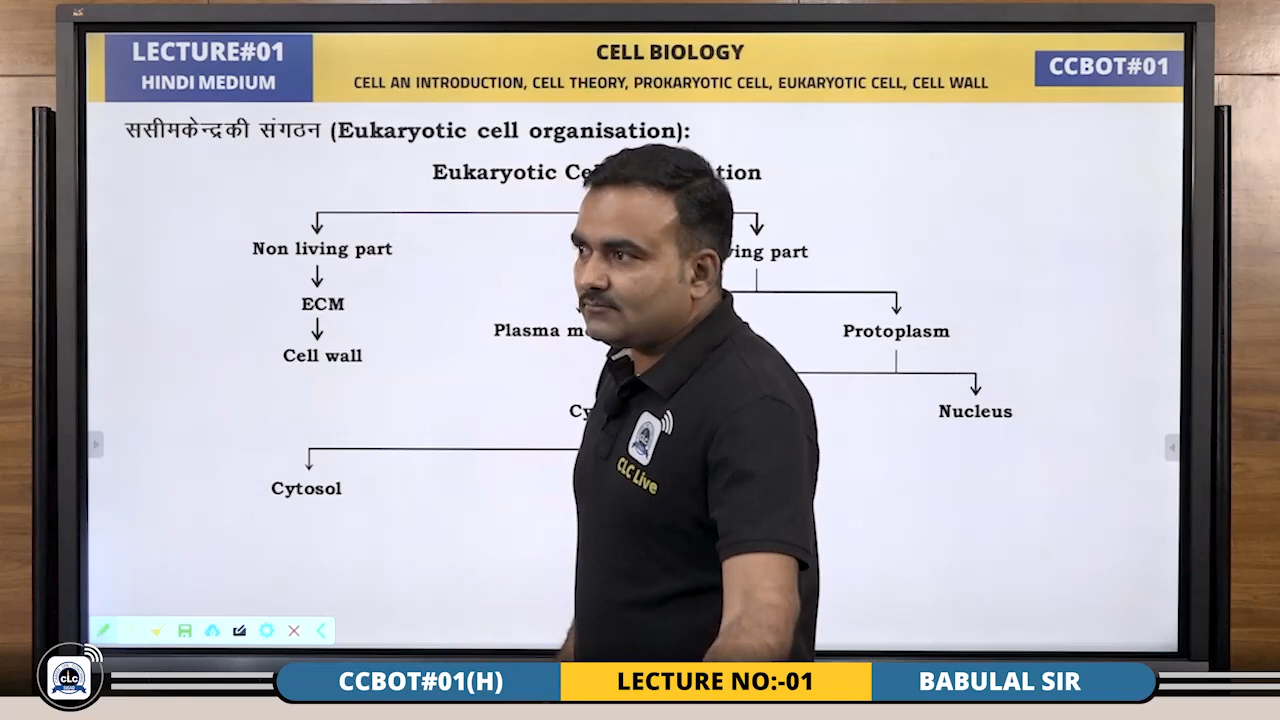 LECTURE#01
HINDI MEDIUM
CELL BIOLOGY
CELL AN INTRODUCTION, CELL THEORY, PROKARYOTIC CELL, EUKARYOTIC CELL, CELL WALL
CCBOT#01
ससीमकेन्द्रकी संगठन (Eukaryotic cell organisation):
Eukaryotic
Non living part
part
ECM
Cell wall
Plasma
Protoplasm
Nucleus
Cytosol
CLC Live
CLC
CCBOT#01(H)
LECTURE NO:-01
BABULAL SIR